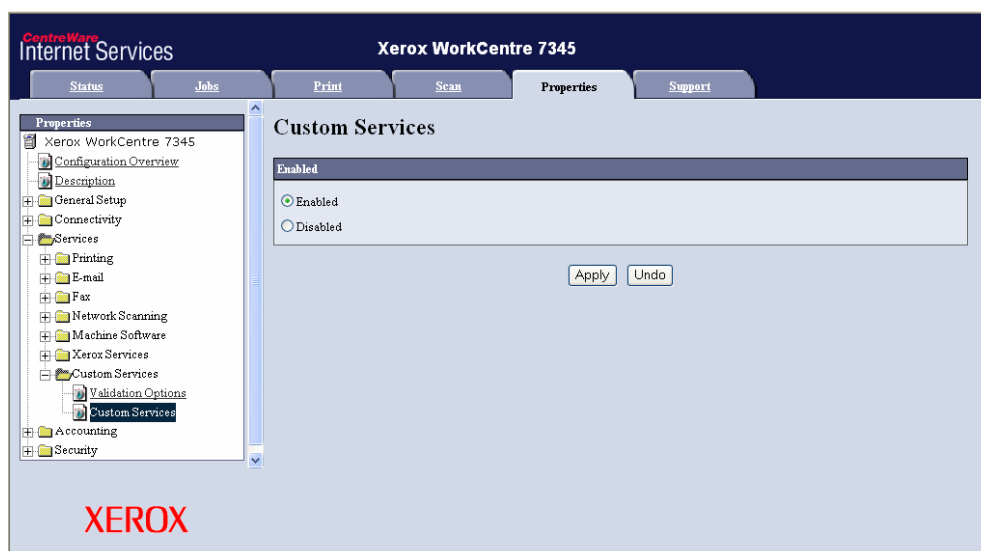 CentreWare
Internet Services
Xerox WorkCentre 7345
Status
Jobs
Print
Scan
Properties
Support
Properties
Xerox WorkCentre 7345
Configuration Overview
Description
General Setup
Connectivity
Services
Printing
E-mail
Fax
Network Scanning
Machine Software
Xerox Services
Custom Services
Validation Options
Custom Services
Accounting
Security
XEROX
Custom Services
Enabled
Enabled
Disabled
Apply
Undo